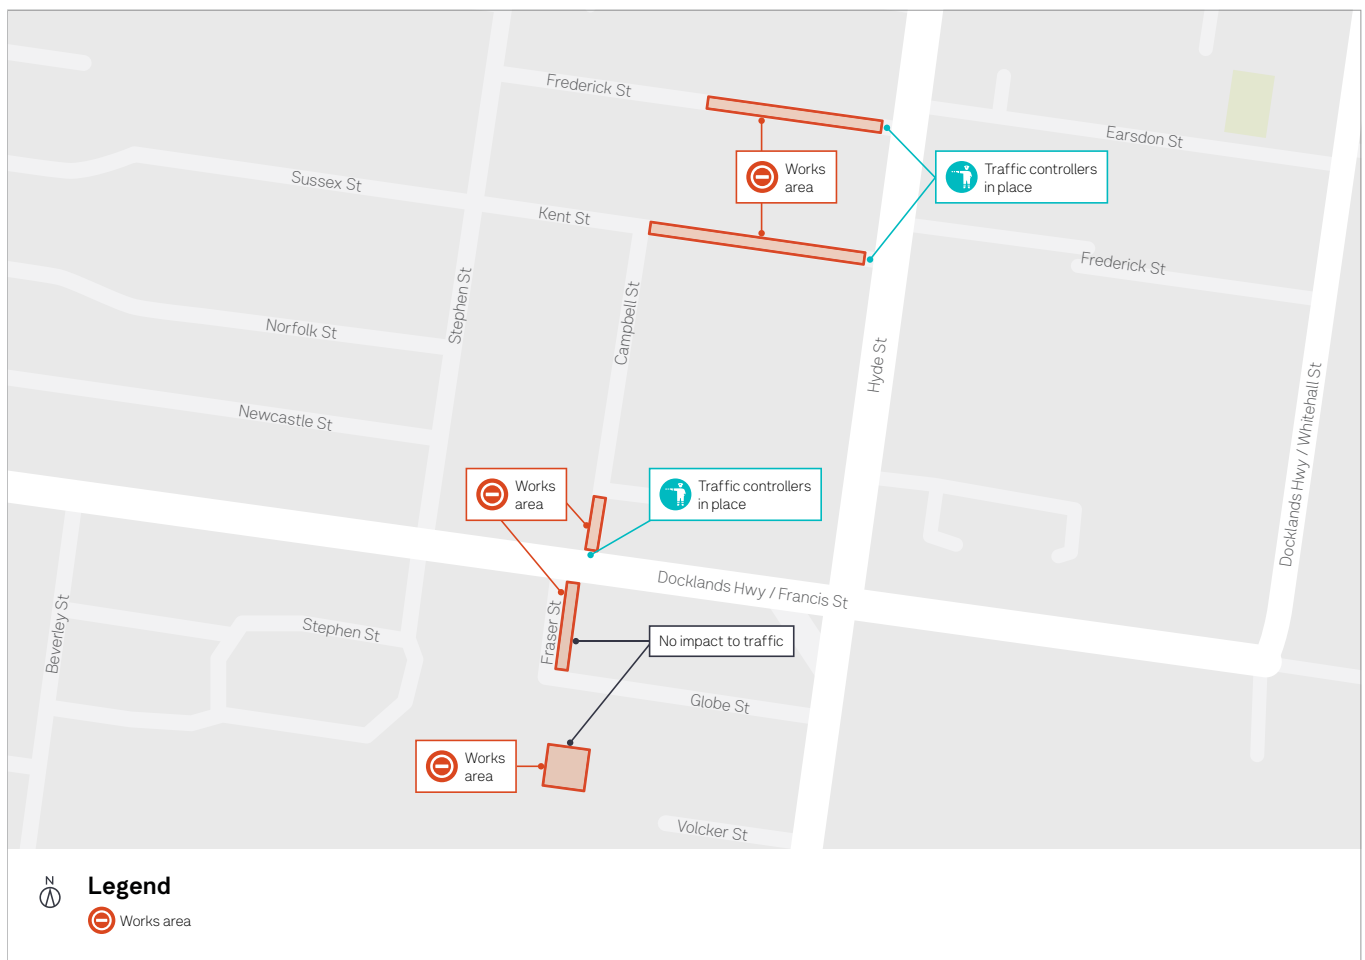 Frederick St
Earsdon St
Works
area
Traffic controllers
in place
Sussex St
Kent St
Frederick St
Stephen St
Campbell St
Norfolk St
Hyde St
Docklands Hwy / Whitehall St
Newcastle St
Works
area
Traffic controllers
in place
Docklands Hwy / Francis St
Beverley St
Stephen St
Fraser St
No impact to traffic
Globe St
Works
area
Volcker St
N
Legend
Works area